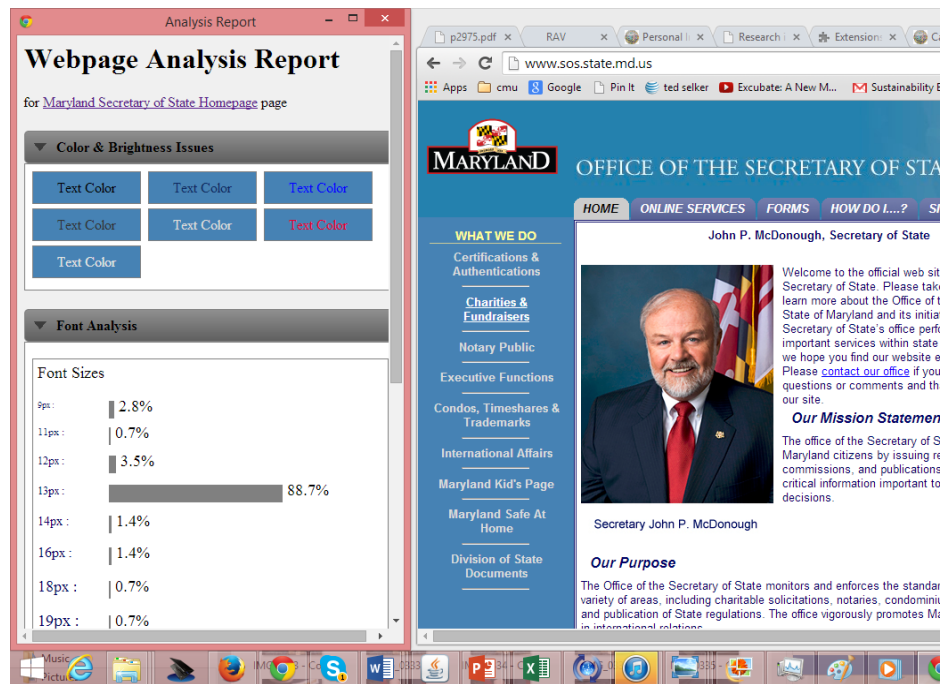 Analysis Report
Webpage Analysis Report
for Maryland Secretary of State Homepage page
Color & Brightness Issues
Text Color Text Color Text Color
Text Color Text Color Text Color
Text Color
Font Analysis
Font Sizes
9px : 2.8%
11px : 0.7%
12px : 3.5%
13px : 88.7%
14px : 1.4%
16px : 1.4%
18px : 0.7%
19px : 0.7%
p2975.pdf RAV Personal Research Extensions
www.sos.state.md.us
Apps cmu Google Pin It ted selker Excubate: A New M... Sustainability
MARYLAND
OFFICE OF THE SECRETARY OF STA
HOME ONLINE SERVICES FORMS HOW DO I....? SI
WHAT WE DO
Certifications &
Authentications
Charities &
Fundraisers
Notary Public
Executive Functions
Condos, Timeshares &
Trademarks
International Affairs
Maryland Kid's Page
Maryland Safe At
Home
Division of State
Documents
John P. McDonough, Secretary of State
Welcome to the official web sit
Secretary of State. Please take
learn more about the Office of t
State of Maryland and its initia
Secretary of State's office perfo
important services within state
we hope you find our website e
Please contact our office if you
questions or comments and th
our site.
Our Mission Statemen
The office of the Secretary of S
Maryland citizens by issuing re
commissions, and publications
critical information important to
decisions.
Secretary John P. McDonough
Our Purpose
The Office of the Secretary of State monitors and enforces the standar
variety of areas, including charitable solicitations, notaries, condominiu
and publication of State regulations. The office vigorously promotes Ma
in international relations.
Music